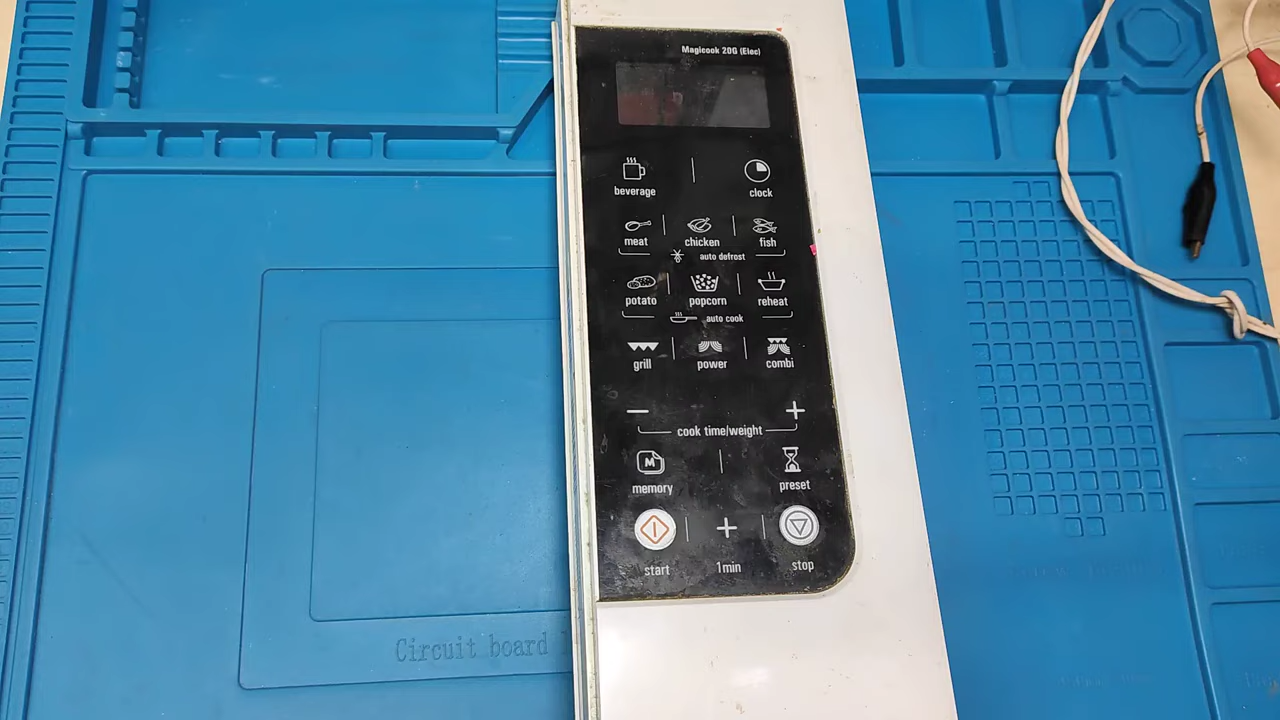 Magicook 20G (Elec)
beverage clock
meat chicken fish
auto defrost
potato popcorn reheat
auto cook
grill power combi
− +
cook time/weight
M
memory preset
+
start 1min stop
Circuit board